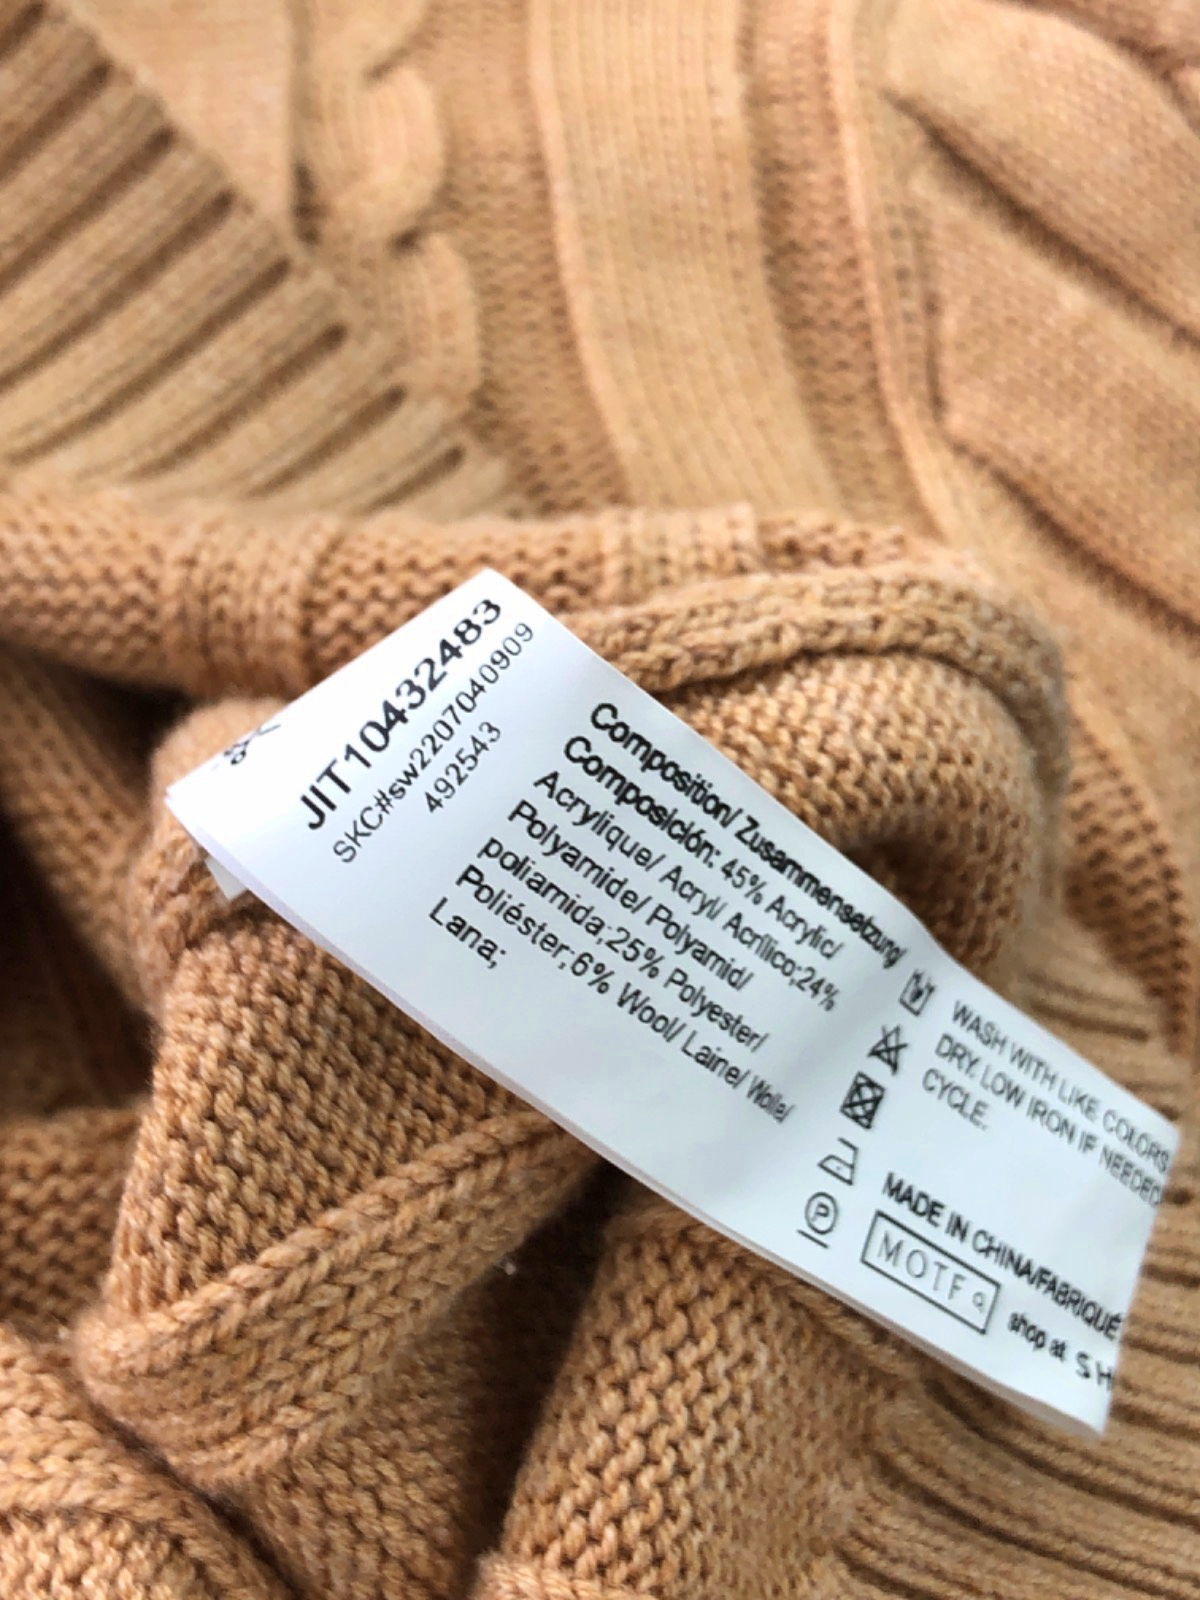 JIT10432483
SKC#sw2207040909
492543
Composition/ Zusammensetzung/
Composición: 45% Acrylic/
Acrylique/ Acryl/ Acrílico;24%
Polyamide/ Polyamid/
poliamida;25% Polyester/
Poliéster;6% Wool/ Laine/ Wolle/
Lana;
WASH WITH LIKE COLORS
DRY. LOW IRON IF NEEDED
CYCLE.
P
MADE IN CHINA/FABRIQUÉ
MOTF
shop at SH